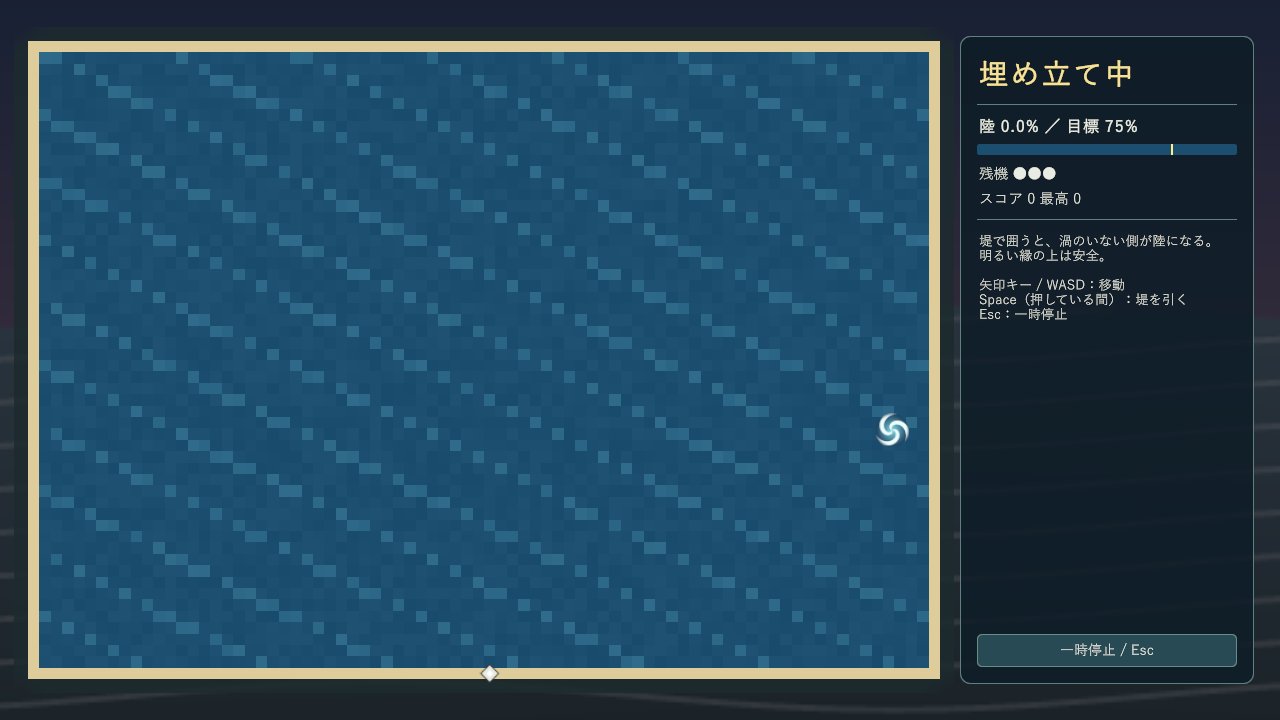 埋め立て中
陸 0.0% ／ 目標 75%
残機 ●●●
スコア 0 最高 0
堤で囲うと、渦のいない側が陸になる。
明るい縁の上は安全。
矢印キー / WASD：移動
Space（押している間）：堤を引く
Esc：一時停止
一時停止 / Esc